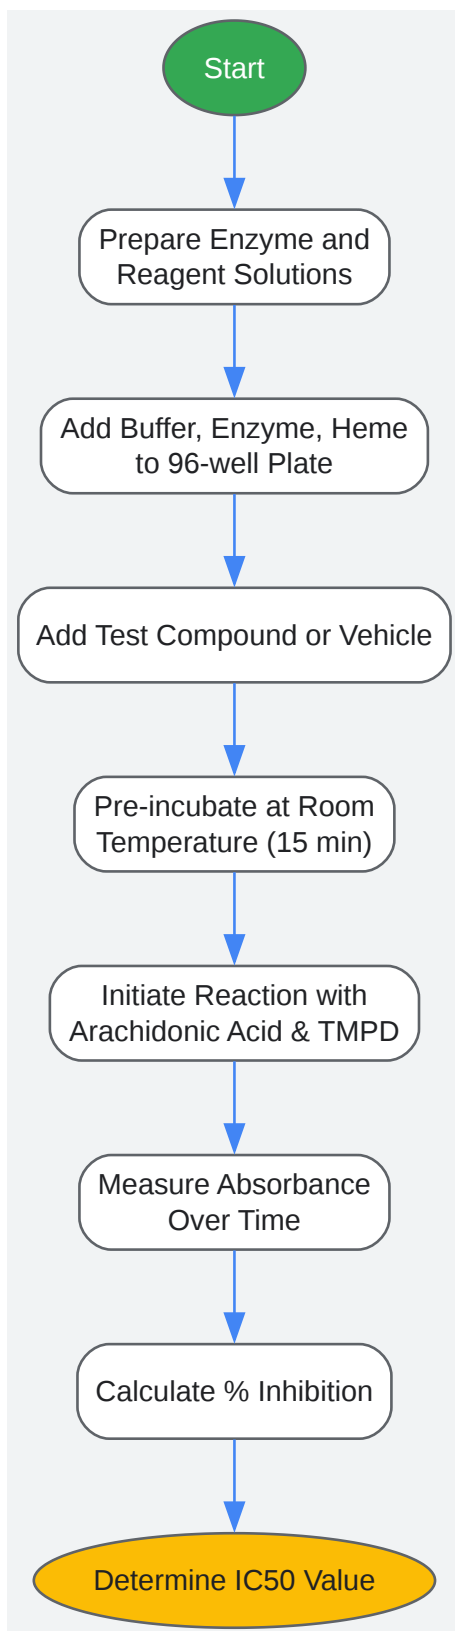 Start
Prepare Enzyme and
Reagent Solutions
Add Buffer, Enzyme, Heme
to 96-well Plate
Add Test Compound or Vehicle
Pre-incubate at Room
Temperature (15 min)
Initiate Reaction with
Arachidonic Acid & TMPD
Measure Absorbance
Over Time
Calculate % Inhibition
Determine IC50 Value